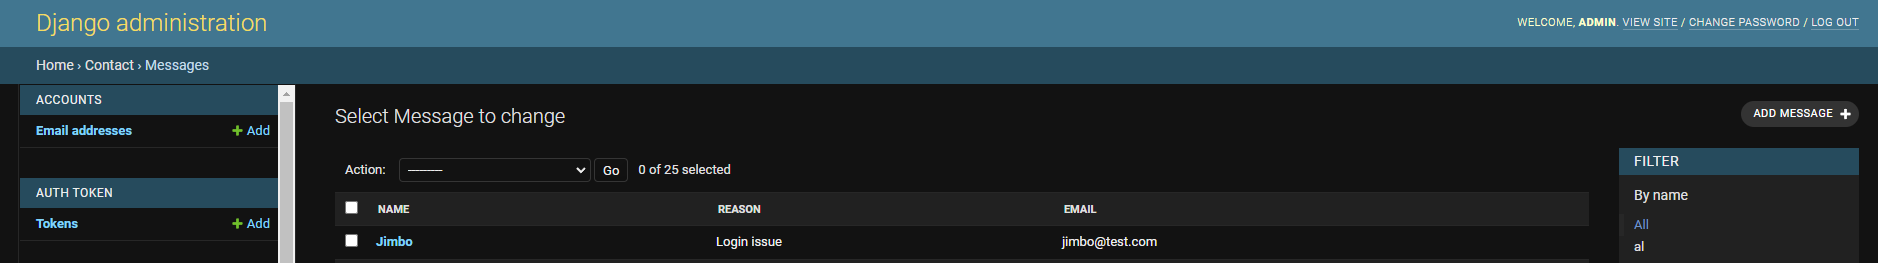 Django administration
WELCOME, ADMIN. VIEW SITE / CHANGE PASSWORD / LOG OUT
Home › Contact › Messages
ACCOUNTS
Email addresses + Add
AUTH TOKEN
Tokens + Add
Select Message to change
ADD MESSAGE +
Action: --------- Go 0 of 25 selected
NAME REASON EMAIL
Jimbo Login issue jimbo@test.com
FILTER
By name
All
al